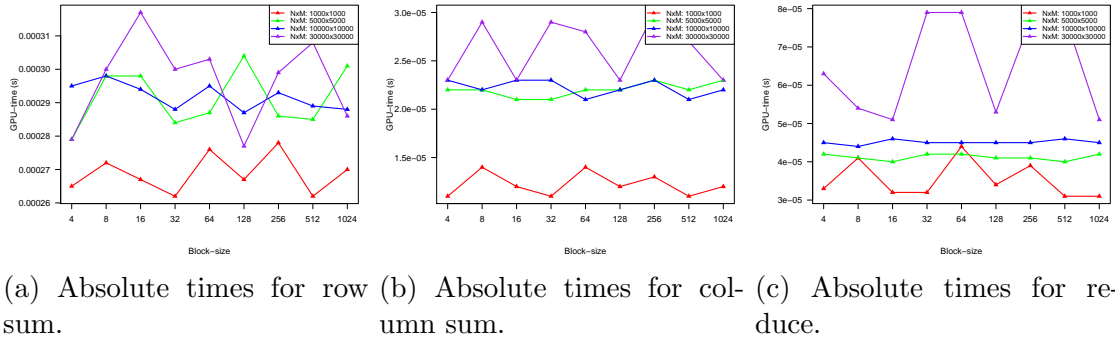 NxM: 1000x1000
NxM: 5000x5000
NxM: 10000x10000
NxM: 30000x30000
GPU-time (s)
0.00031
0.00030
0.00029
0.00028
0.00027
0.00026
4 8 16 32 64 128 256 512 1024
Block-size
NxM: 1000x1000
NxM: 5000x5000
NxM: 10000x10000
NxM: 30000x30000
GPU-time (s)
3.0e-05
2.5e-05
2.0e-05
1.5e-05
4 8 16 32 64 128 256 512 1024
Block-size
NxM: 1000x1000
NxM: 5000x5000
NxM: 10000x10000
NxM: 30000x30000
GPU-time (s)
8e-05
7e-05
6e-05
5e-05
4e-05
3e-05
4 8 16 32 64 128 256 512 1024
Block-size
(a) Absolute times for row
sum.
(b) Absolute times for col-
umn sum.
(c) Absolute times for re-
duce.